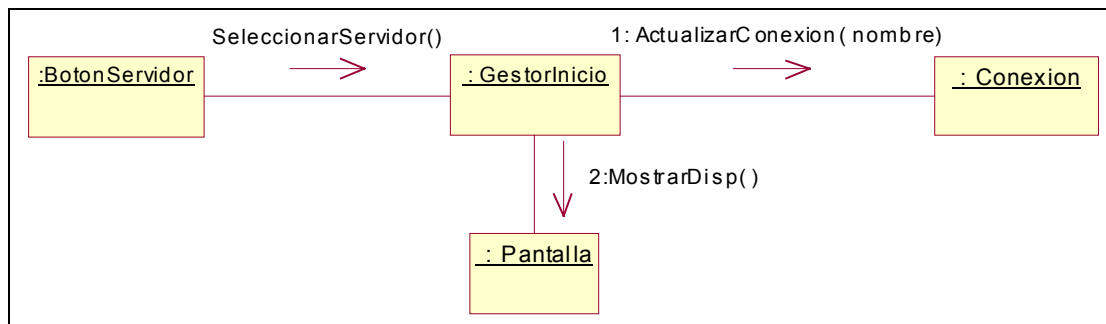 SeleccionarServidor()
1: ActualizarConexion(nombre)
:BotonServidor
: GestorInicio
: Conexion
2:MostrarDisp()
: Pantalla